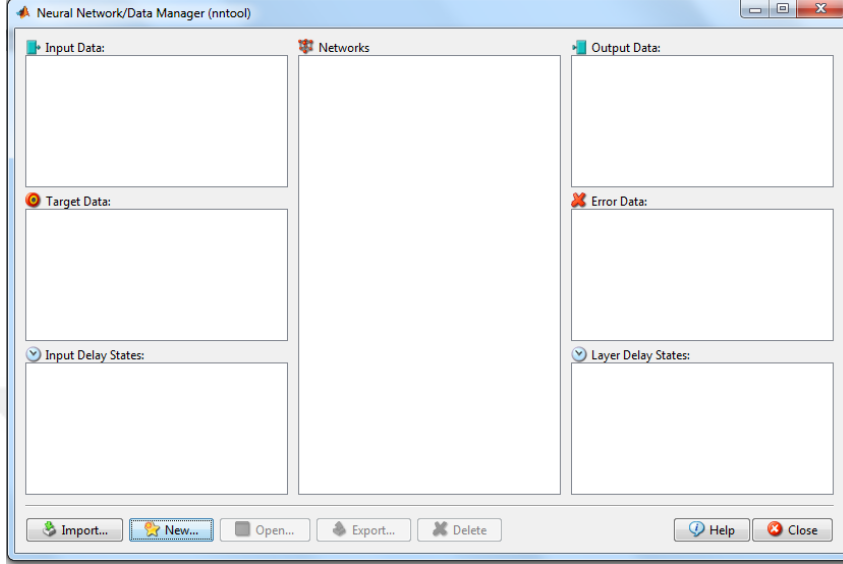 Neural Network/Data Manager (nntool)
Input Data:
Networks
Output Data:
Target Data:
Error Data:
Input Delay States:
Layer Delay States:
Import...
New...
Open...
Export...
Delete
Help
Close